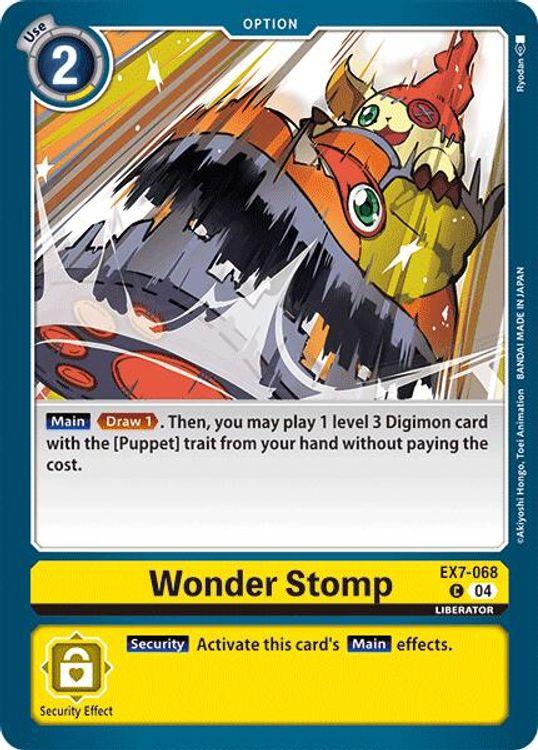 OPTION
Use
2
Ryodan
Main Draw 1. Then, you may play 1 level 3 Digimon card
with the [Puppet] trait from your hand without paying the
cost.
©Akiyoshi Hongo, Toei Animation BANDAI MADE IN JAPAN
Wonder Stomp
EX7-068
C 04
LIBERATOR
Security Activate this card's Main effects.
Security Effect